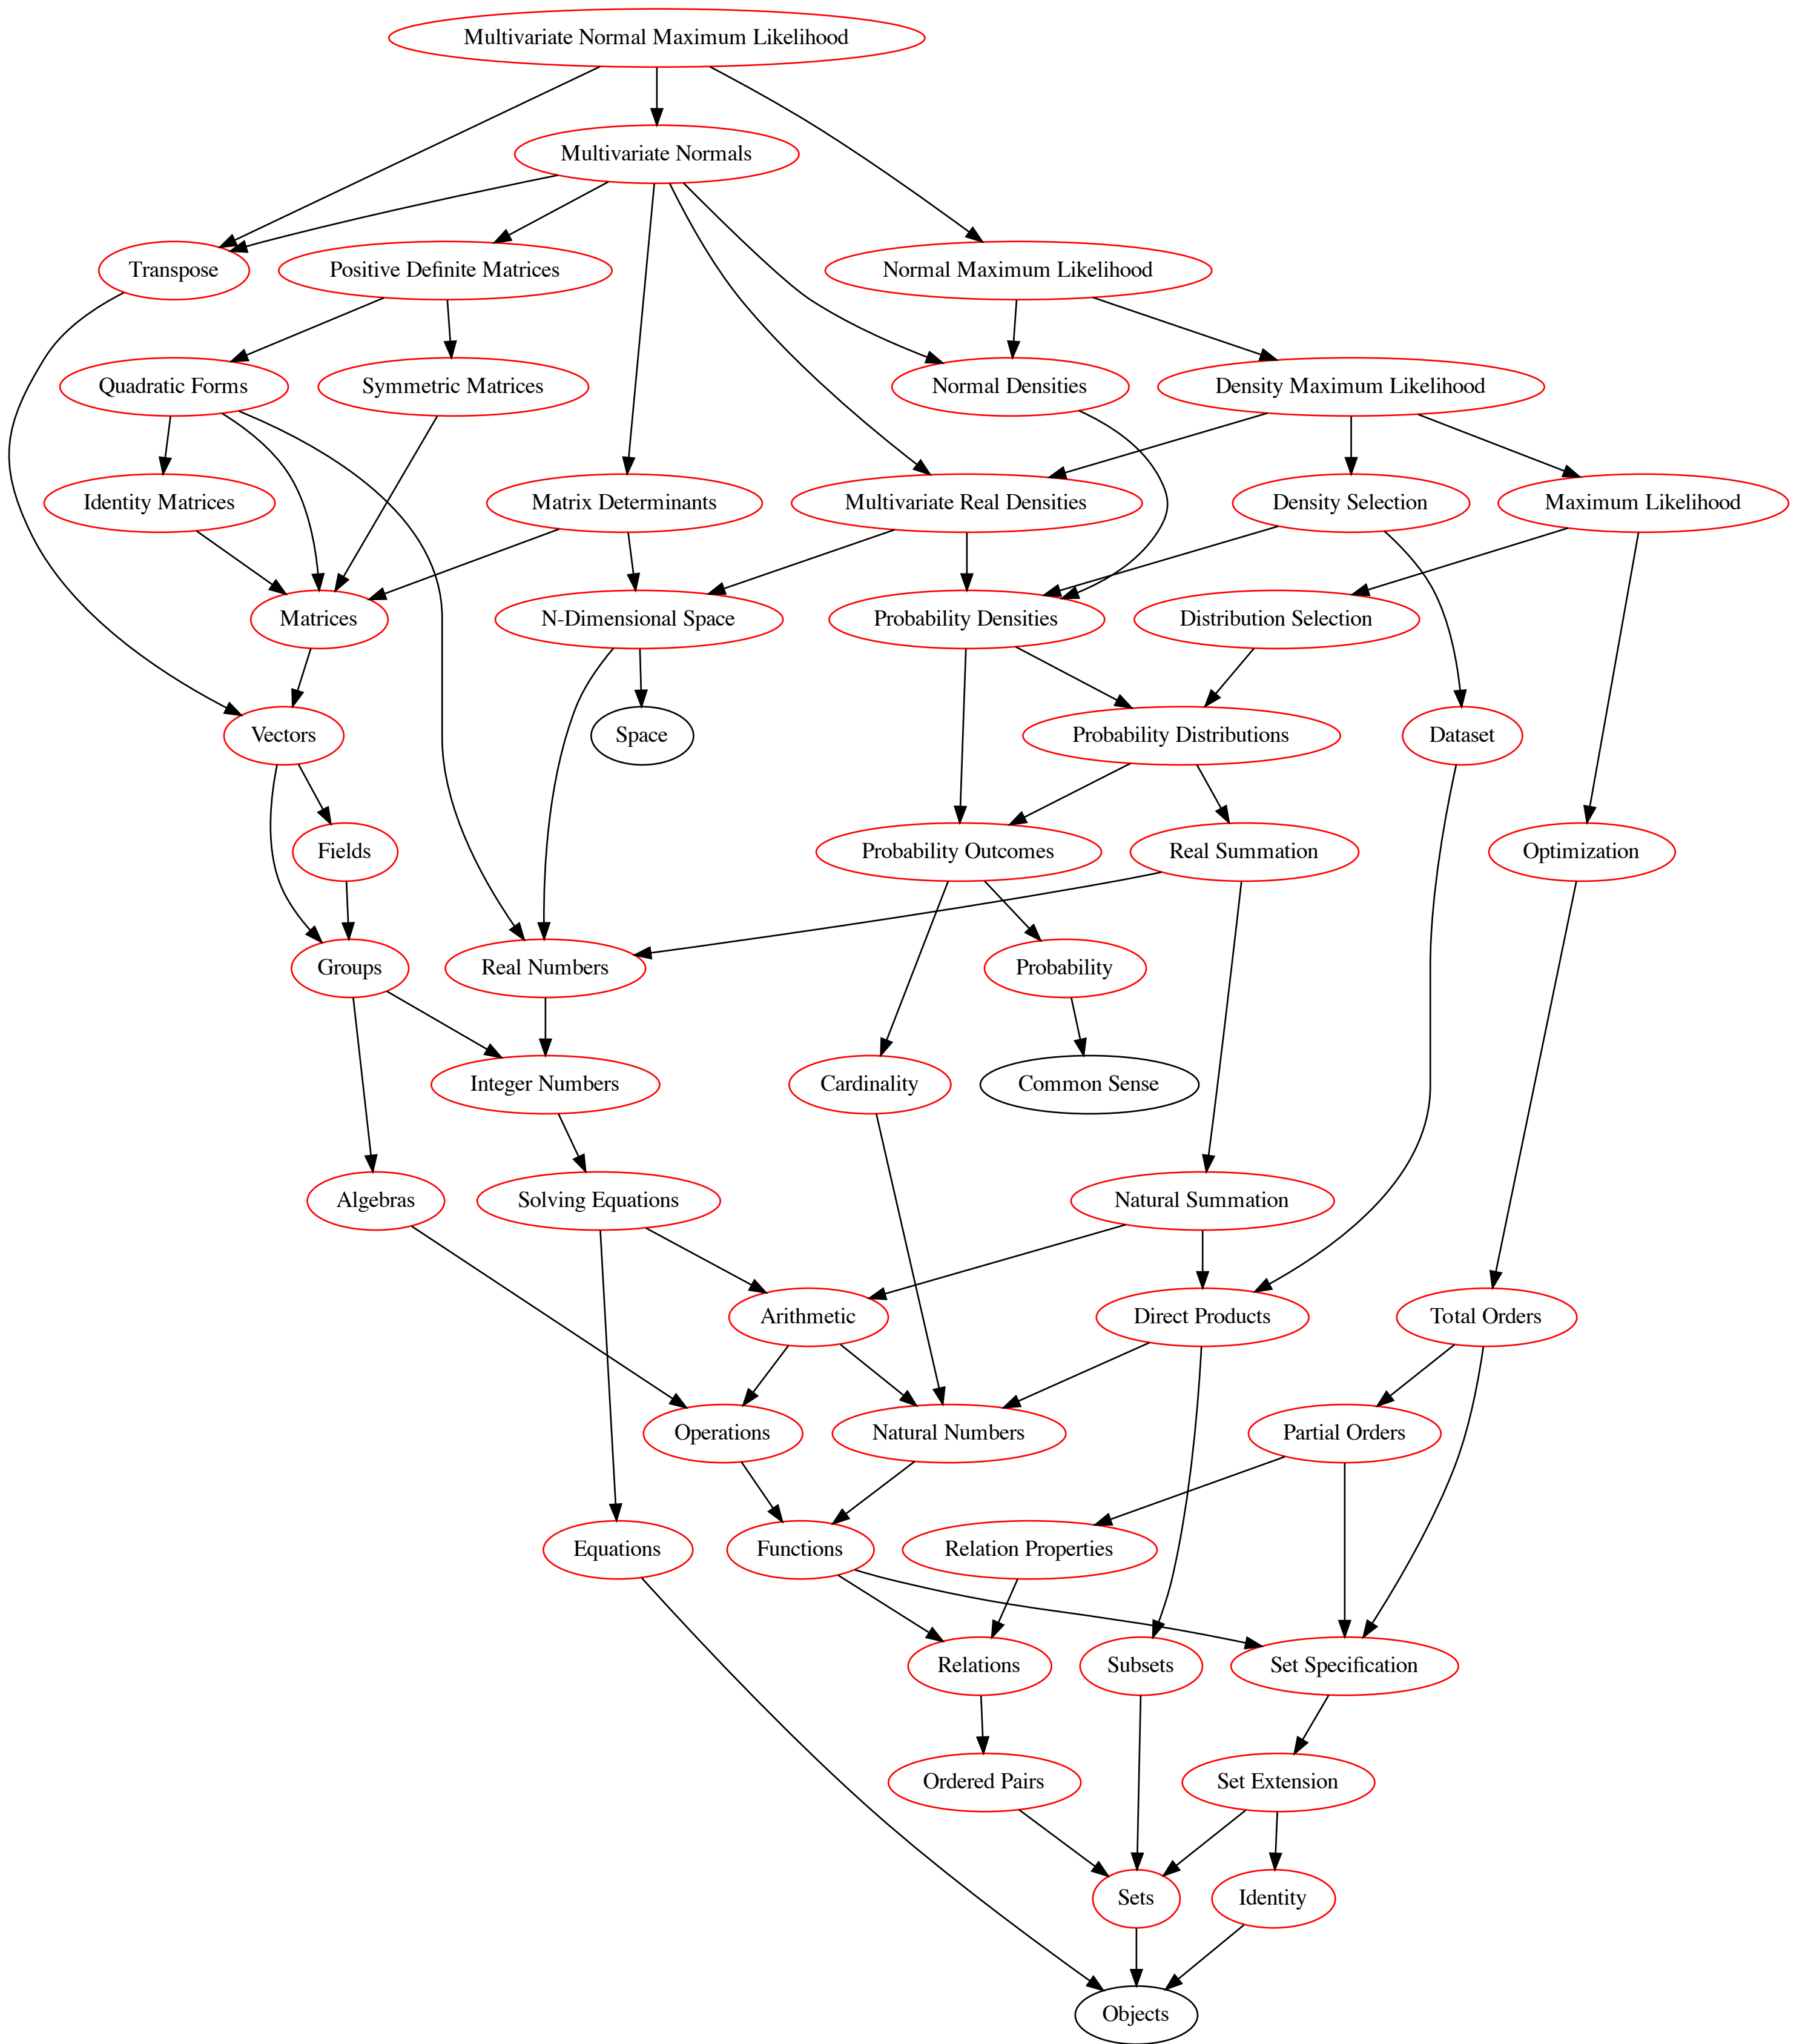 Multivariate Normal Maximum Likelihood
Multivariate Normals
Transpose
Positive Definite Matrices
Normal Maximum Likelihood
Quadratic Forms
Symmetric Matrices
Normal Densities
Density Maximum Likelihood
Identity Matrices
Matrix Determinants
Multivariate Real Densities
Density Selection
Maximum Likelihood
Matrices
N-Dimensional Space
Probability Densities
Distribution Selection
Vectors
Space
Probability Distributions
Dataset
Fields
Probability Outcomes
Real Summation
Optimization
Groups
Real Numbers
Probability
Integer Numbers
Cardinality
Common Sense
Algebras
Solving Equations
Natural Summation
Arithmetic
Direct Products
Total Orders
Operations
Natural Numbers
Partial Orders
Equations
Functions
Relation Properties
Relations
Subsets
Set Specification
Ordered Pairs
Set Extension
Sets
Identity
Objects